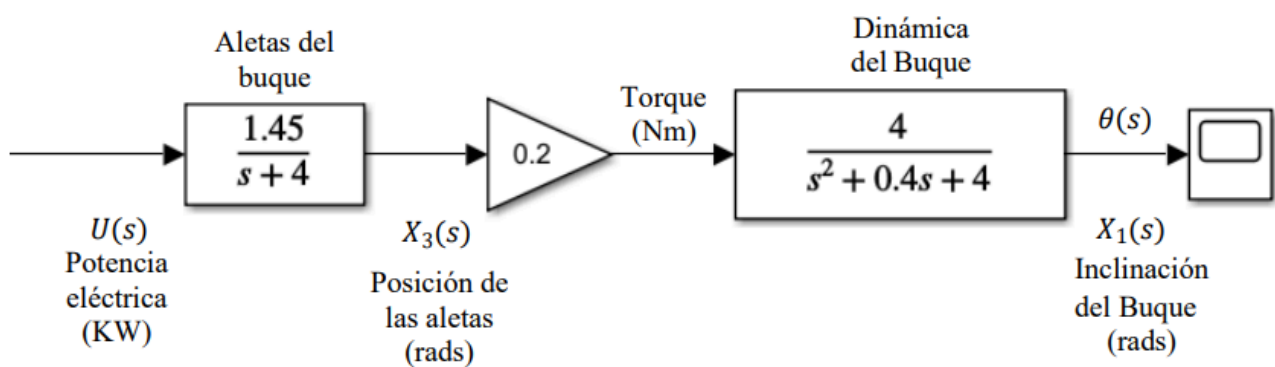 Aletas del
buque
1.45
s + 4
0.2
Torque
(Nm)
Dinámica
del Buque
4
s² + 0.4s + 4
θ(s)
U(s)
Potencia
eléctrica
(KW)
X₃(s)
Posición de
las aletas
(rads)
X₁(s)
Inclinación
del Buque
(rads)